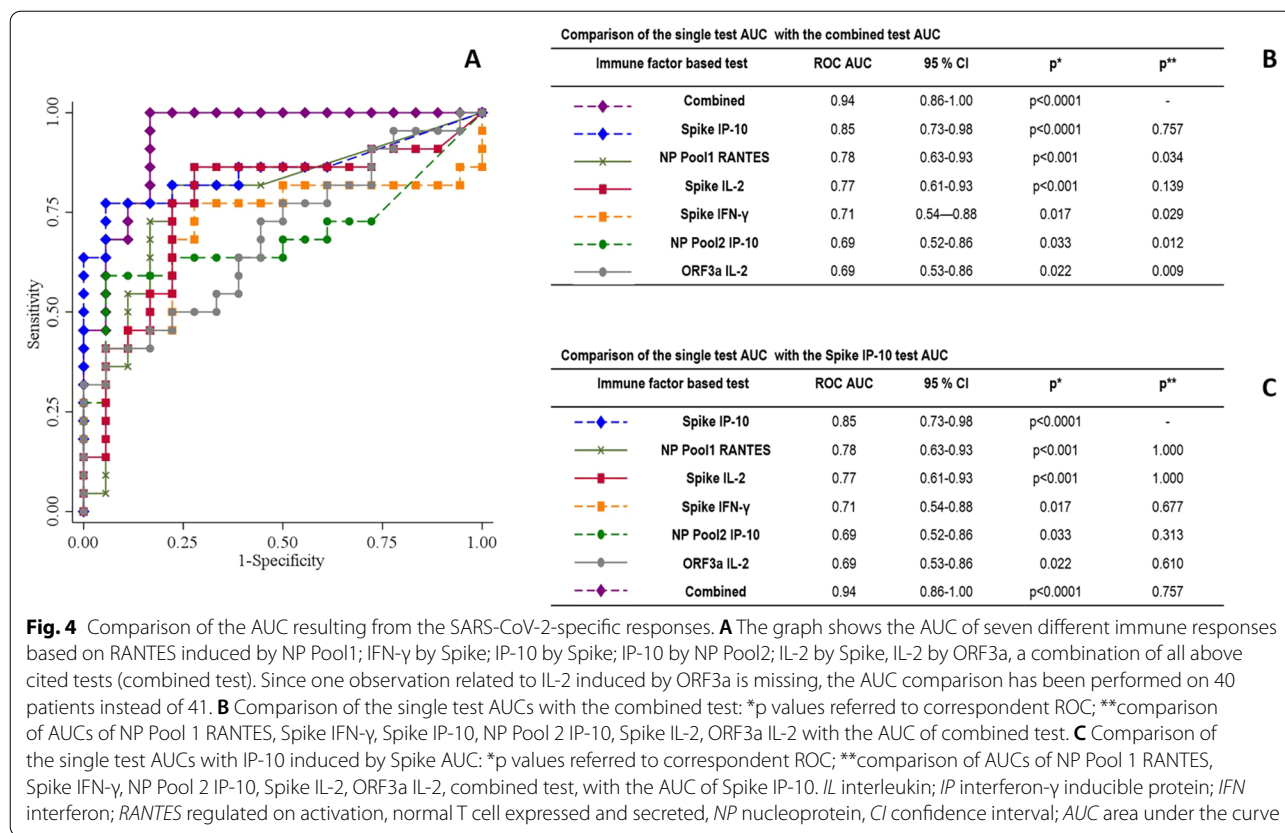 A
1.00
0.75
0.50
0.25
0.00
Sensitivity
0.00 0.25 0.50 0.75 1.00
1-Specificity
Comparison of the single test AUC with the combined test AUC
B
Immune factor based test ROC AUC 95 % CI p* p**
Combined 0.94 0.86-1.00 p<0.0001 -
Spike IP-10 0.85 0.73-0.98 p<0.0001 0.757
NP Pool1 RANTES 0.78 0.63-0.93 p<0.001 0.034
Spike IL-2 0.77 0.61-0.93 p<0.001 0.139
Spike IFN-γ 0.71 0.54—0.88 0.017 0.029
NP Pool2 IP-10 0.69 0.52-0.86 0.033 0.012
ORF3a IL-2 0.69 0.53-0.86 0.022 0.009
Comparison of the single test AUC with the Spike IP-10 test AUC
C
Immune factor based test ROC AUC 95 % CI p* p**
Spike IP-10 0.85 0.73-0.98 p<0.0001 -
NP Pool1 RANTES 0.78 0.63-0.93 p<0.001 1.000
Spike IL-2 0.77 0.61-0.93 p<0.001 1.000
Spike IFN-γ 0.71 0.54-0.88 0.017 0.677
NP Pool2 IP-10 0.69 0.52-0.86 0.033 0.313
ORF3a IL-2 0.69 0.53-0.86 0.022 0.610
Combined 0.94 0.86-1.00 p<0.0001 0.757
Fig. 4 Comparison of the AUC resulting from the SARS-CoV-2-specific responses. A The graph shows the AUC of seven different immune responses
based on RANTES induced by NP Pool1; IFN-γ by Spike; IP-10 by Spike; IP-10 by NP Pool2; IL-2 by Spike, IL-2 by ORF3a, a combination of all above
cited tests (combined test). Since one observation related to IL-2 induced by ORF3a is missing, the AUC comparison has been performed on 40
patients instead of 41. B Comparison of the single test AUCs with the combined test: *p values referred to correspondent ROC; **comparison
of AUCs of NP Pool 1 RANTES, Spike IFN-γ, Spike IP-10, NP Pool 2 IP-10, Spike IL-2, ORF3a IL-2 with the AUC of combined test. C Comparison of
the single test AUCs with IP-10 induced by Spike AUC: *p values referred to correspondent ROC; **comparison of AUCs of NP Pool 1 RANTES,
Spike IFN-γ, NP Pool 2 IP-10, Spike IL-2, ORF3a IL-2, combined test, with the AUC of Spike IP-10. IL interleukin; IP interferon-γ inducible protein; IFN
interferon; RANTES regulated on activation, normal T cell expressed and secreted, NP nucleoprotein, CI confidence interval; AUC area under the curve